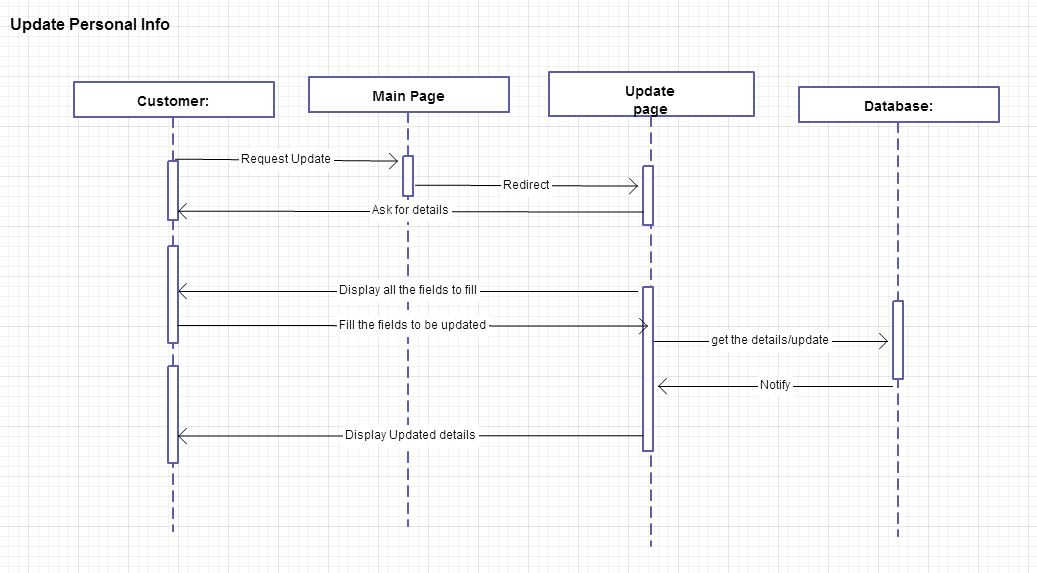 Update Personal Info
Customer:
Main Page
Update
page
Database:
Request Update
Redirect
Ask for details
Display all the fields to fill
Fill the fields to be updated
get the details/update
Notify
Display Updated details